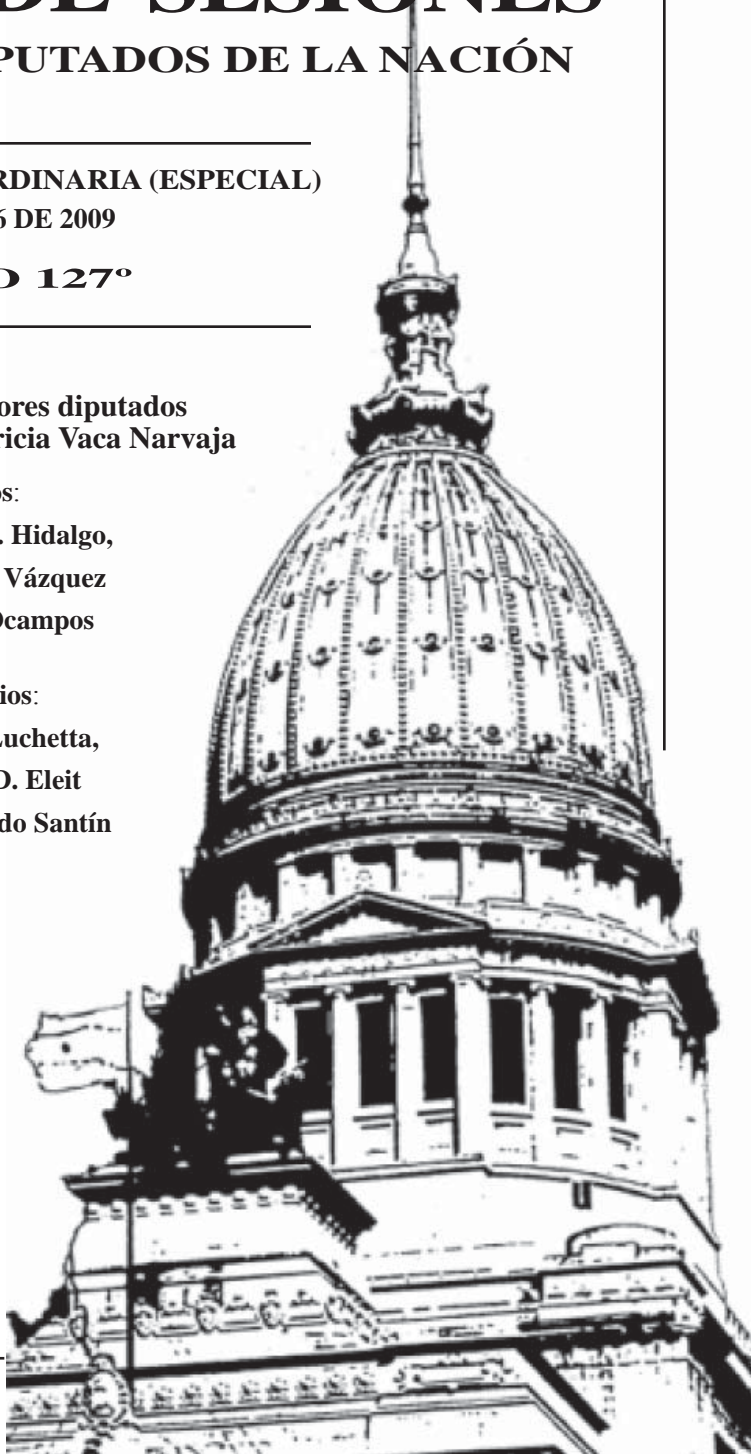 DE SESIONES
PUTADOS DE LA NACIÓN
RDINARIA (ESPECIAL)
6 DE 2009
O 127º
ores diputados
ricia Vaca Narvaja
os:
. Hidalgo,
Vázquez
Ocampos
ios:
Luchetta,
D. Eleit
do Santín